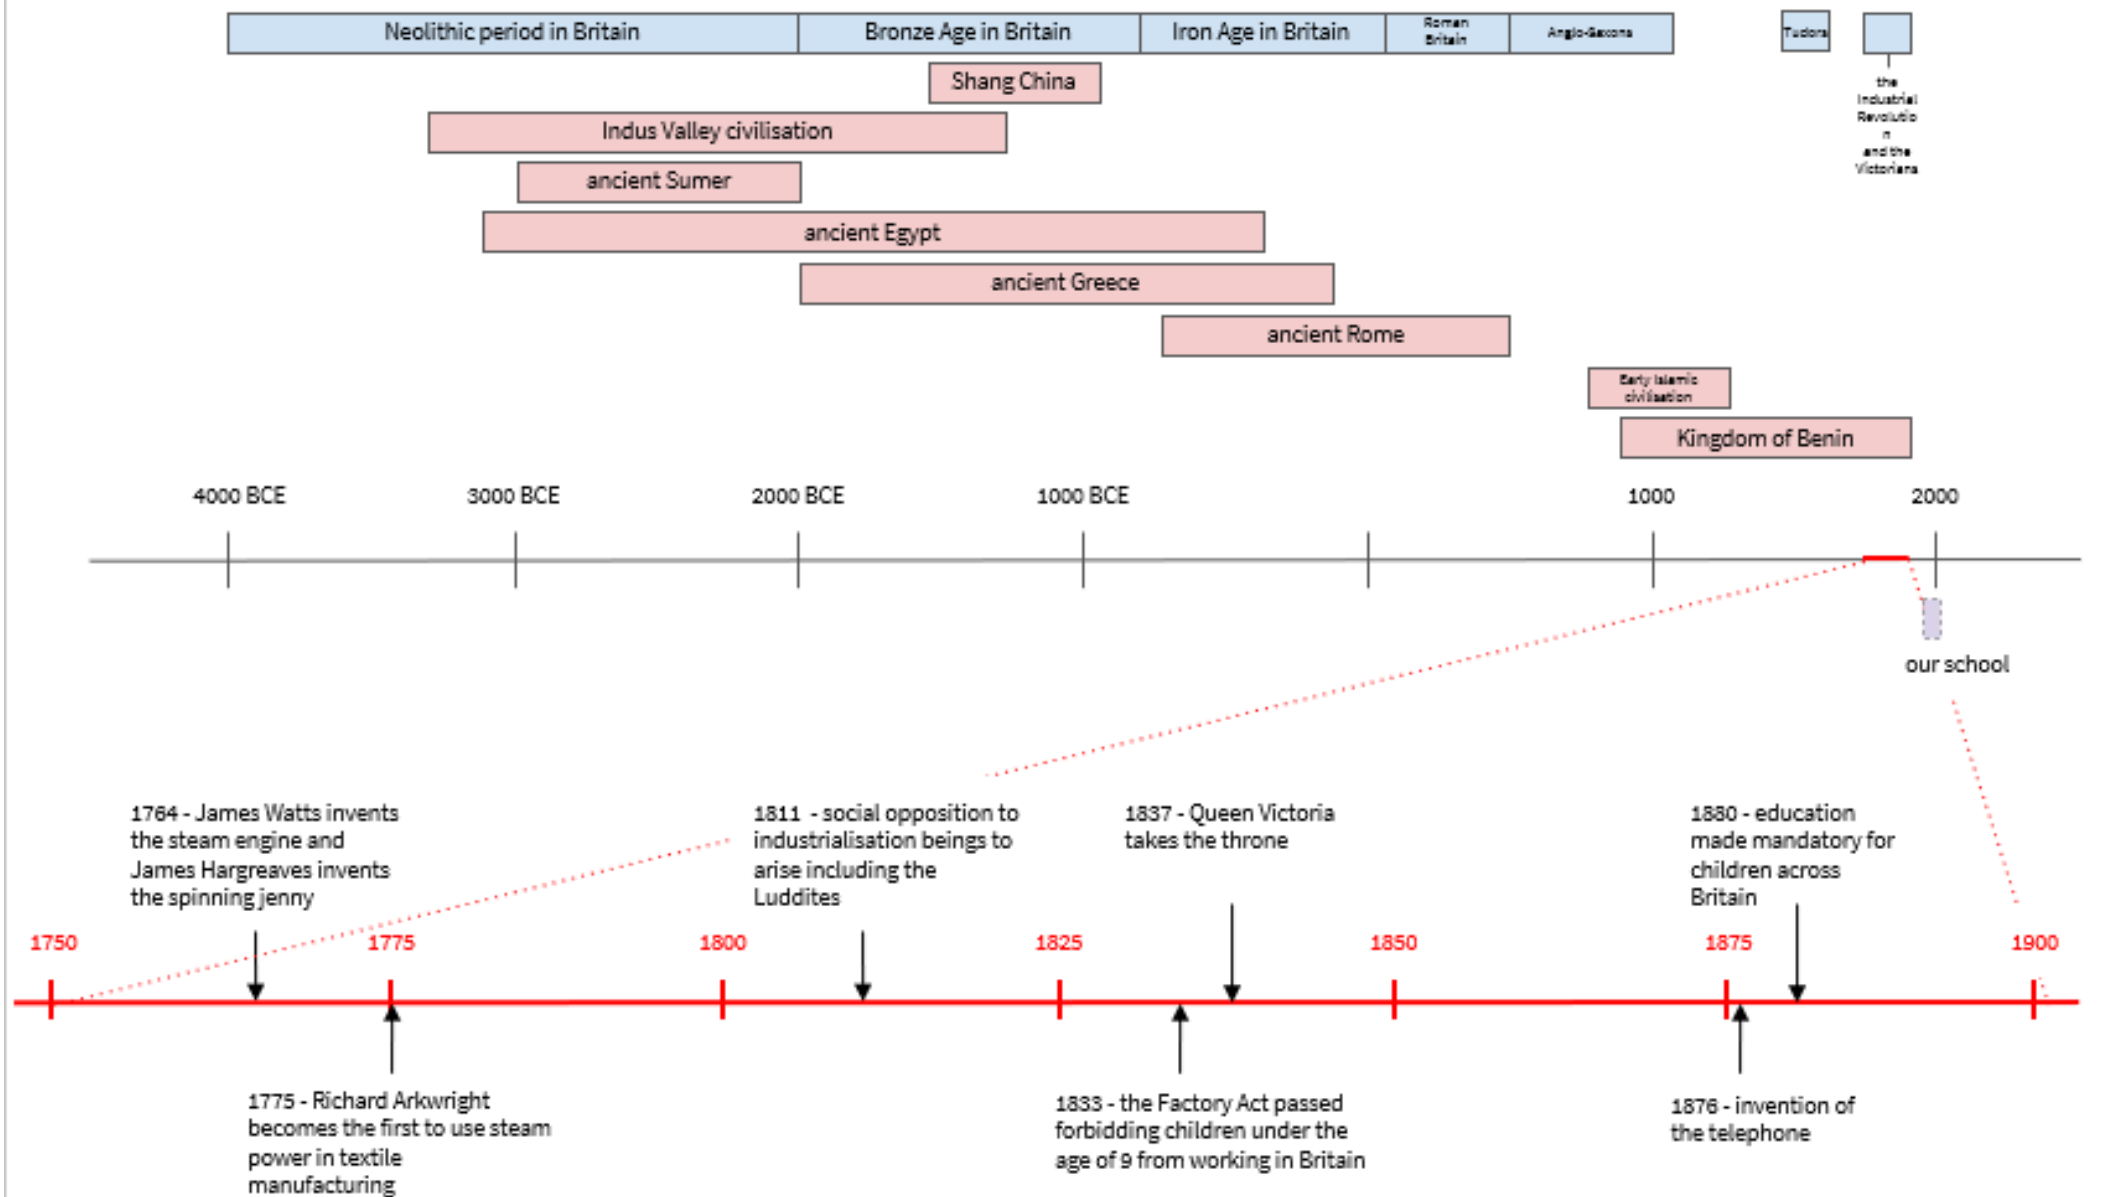 Neolithic period in Britain
Bronze Age in Britain
Iron Age in Britain
Roman
Britain
Anglo-Saxons
Tudors
the
Industrial
Revolutio
n
and the
Victorians
Shang China
Indus Valley civilisation
ancient Sumer
ancient Egypt
ancient Greece
ancient Rome
Early Islamic
civilisation
Kingdom of Benin
4000 BCE
3000 BCE
2000 BCE
1000 BCE
1000
2000
our school
1764 - James Watts invents
the steam engine and
James Hargreaves invents
the spinning jenny
1811 - social opposition to
industrialisation beings to
arise including the
Luddites
1837 - Queen Victoria
takes the throne
1880 - education
made mandatory for
children across
Britain
1750
1775
1800
1825
1850
1875
1900
1775 - Richard Arkwright
becomes the first to use steam
power in textile
manufacturing
1833 - the Factory Act passed
forbidding children under the
age of 9 from working in Britain
1876 - invention of
the telephone